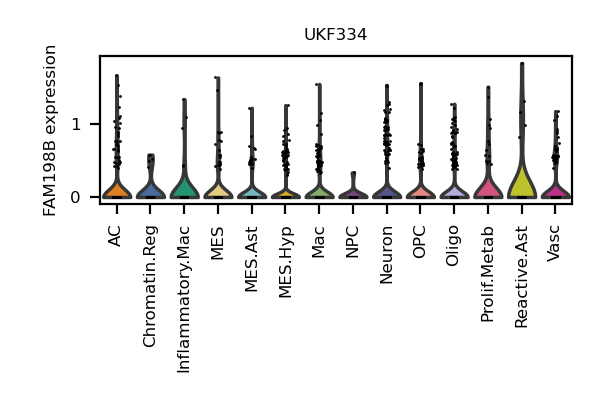 UKF334
FAM198B expression
1
0
AC
Chromatin.Reg
Inflammatory.Mac
MES
MES.Ast
MES.Hyp
Mac
NPC
Neuron
OPC
Oligo
Prolif.Metab
Reactive.Ast
Vasc